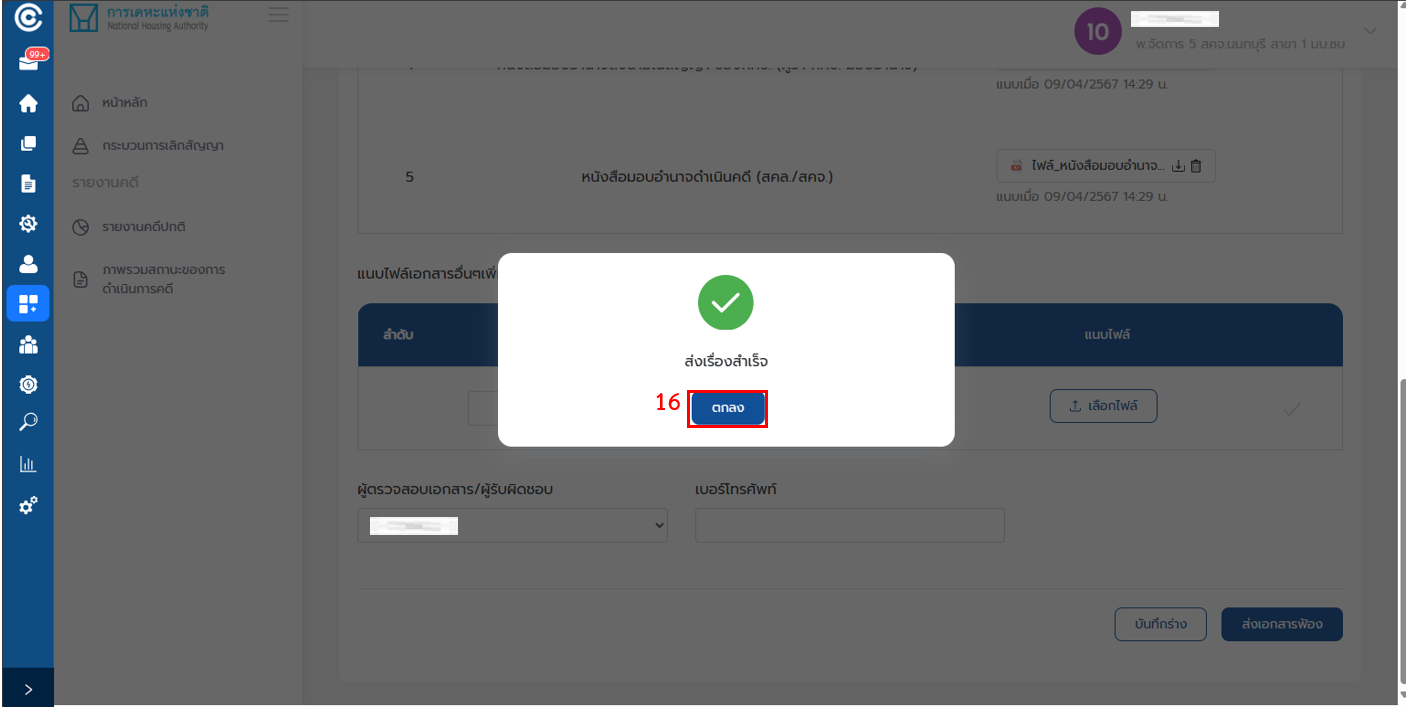 การเคหะแห่งชาติ
National Housing Authority
99+
10
พ.จัดการ 5 สคจ.นนทบุรี สาขา 1 มบ.ชบ.
หน้าหลัก
กระบวนการเลิกสัญญา
รายงานคดี
รายงานคดีปกติ
ภาพรวมสถานะของการ
ดำเนินการคดี
แนบเมื่อ 09/04/2567 14:29 น.
5
หนังสือมอบอำนาจดำเนินคดี (สคล./สคจ.)
ไฟล์_หนังสือมอบอำนาจ...
แนบเมื่อ 09/04/2567 14:29 น.
แนบไฟล์เอกสารอื่นๆเพิ่
ลำดับ
แนบไฟล์
เลือกไฟล์
ส่งเรื่องสำเร็จ
16
ตกลง
ผู้ตรวจสอบเอกสาร/ผู้รับผิดชอบ
เบอร์โทรศัพท์
บันทึกร่าง
ส่งเอกสารฟ้อง